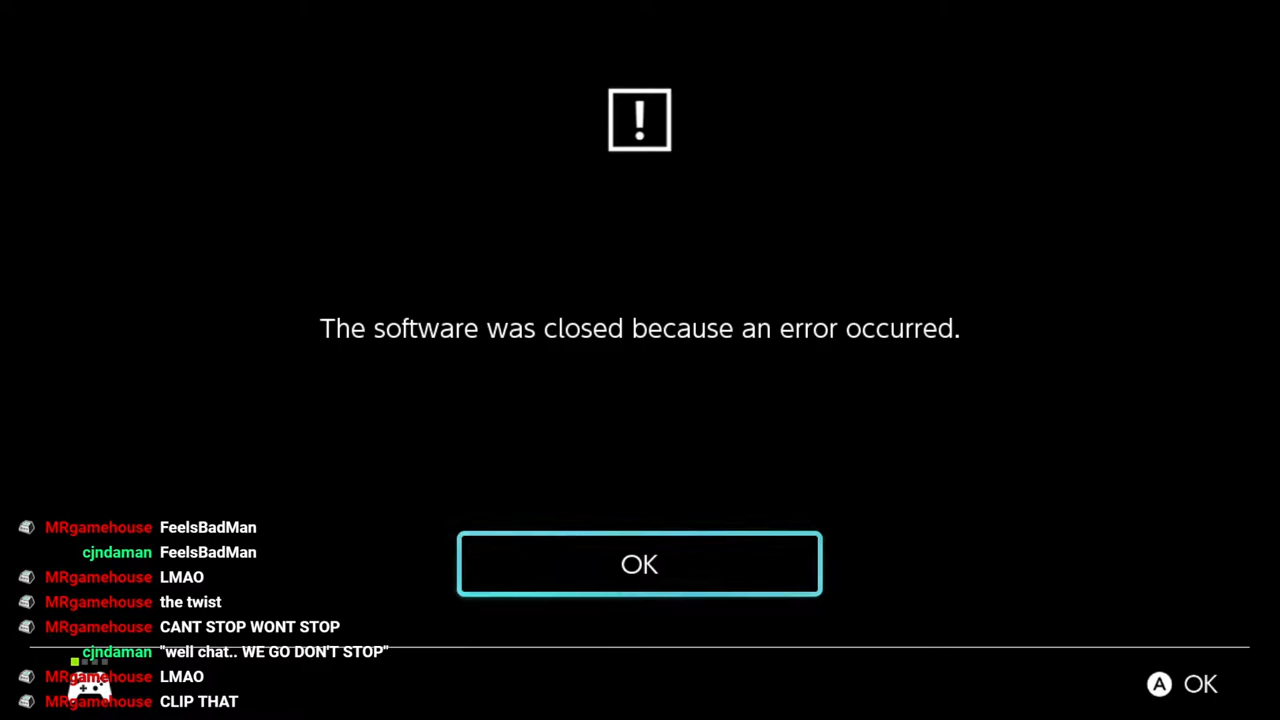 !
The software was closed because an error occurred.
MRgamehouse FeelsBadMan
cjndaman FeelsBadMan
OK
MRgamehouse LMAO
MRgamehouse the twist
MRgamehouse CANT STOP WONT STOP
cjndaman "well chat.. WE GO DON'T STOP"
MRgamehouse LMAO
A OK
MRgamehouse CLIP THAT